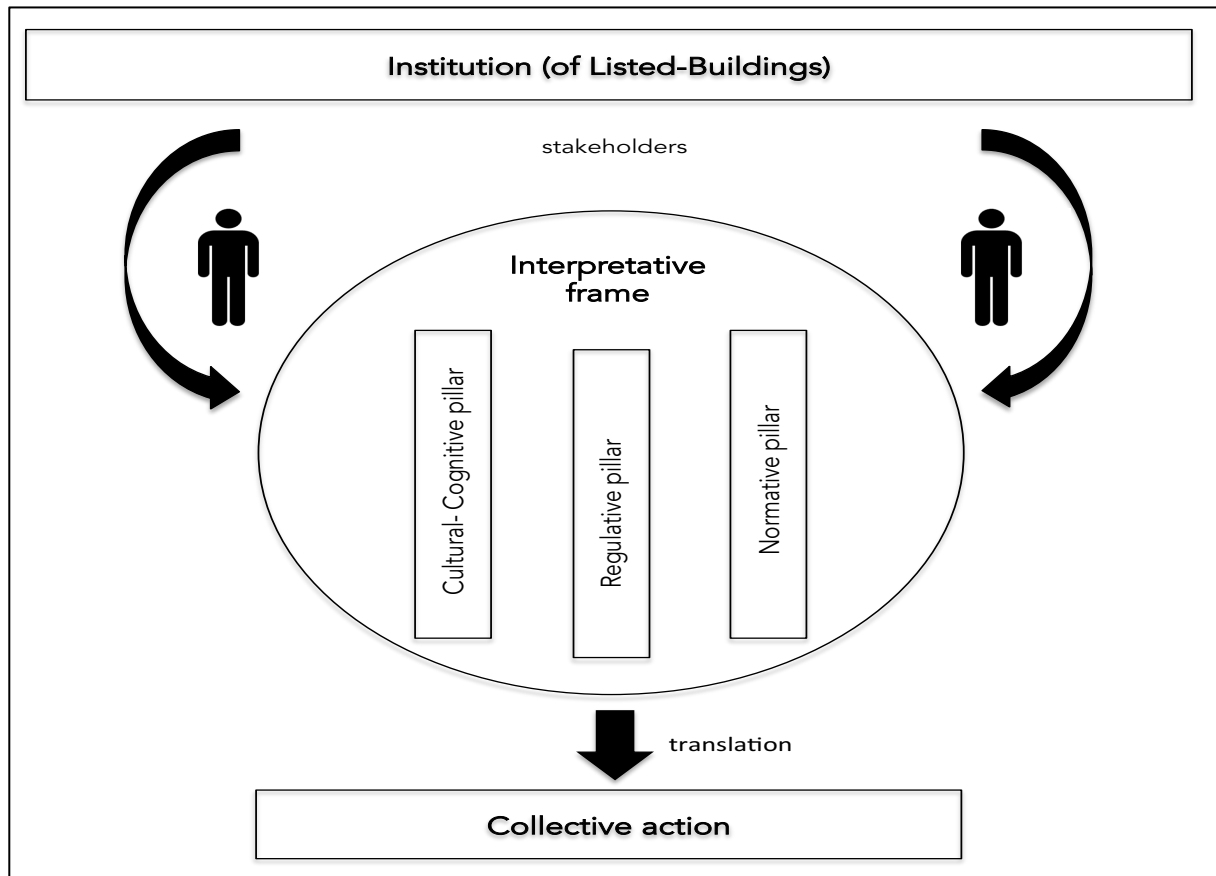 Institution (of Listed-Buildings)
stakeholders
Interpretative
frame
Cultural- Cognitive pillar
Regulative pillar
Normative pillar
translation
Collective action